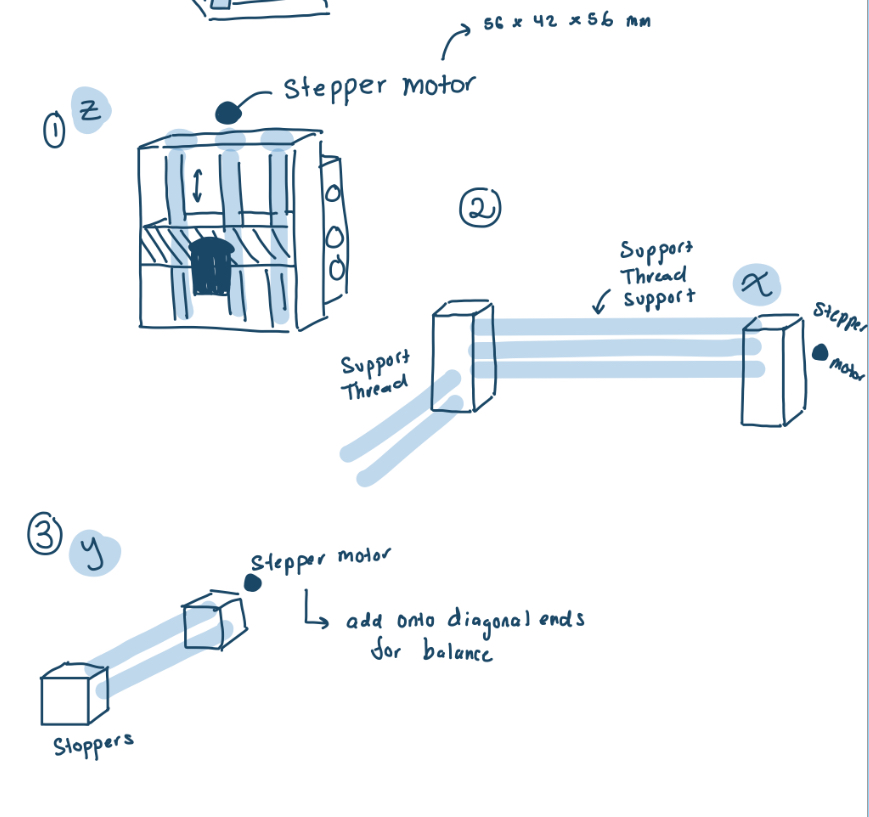 56 x 42 x 56 mm
Stepper motor
① z
②
Support
Thread
Support
x
Stepper
motor
Support
Thread
③ y
Stepper motor
add onto diagonal ends
for balance
Stoppers